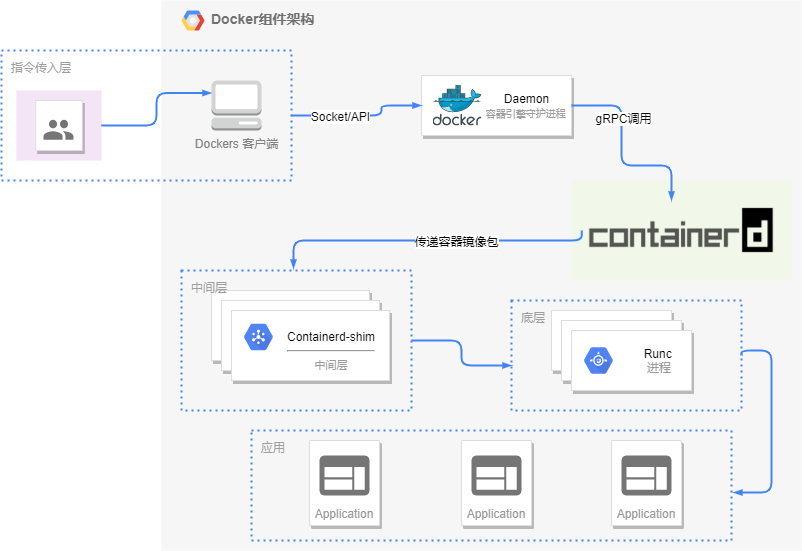 Docker组件架构
指令传入层
Dockers 客户端
Socket/API
docker
Daemon
容器引擎守护进程
gRPC调用
containerd
传递容器镜像包
中间层
Containerd-shim
中间层
底层
Runc
进程
应用
Application
Application
Application